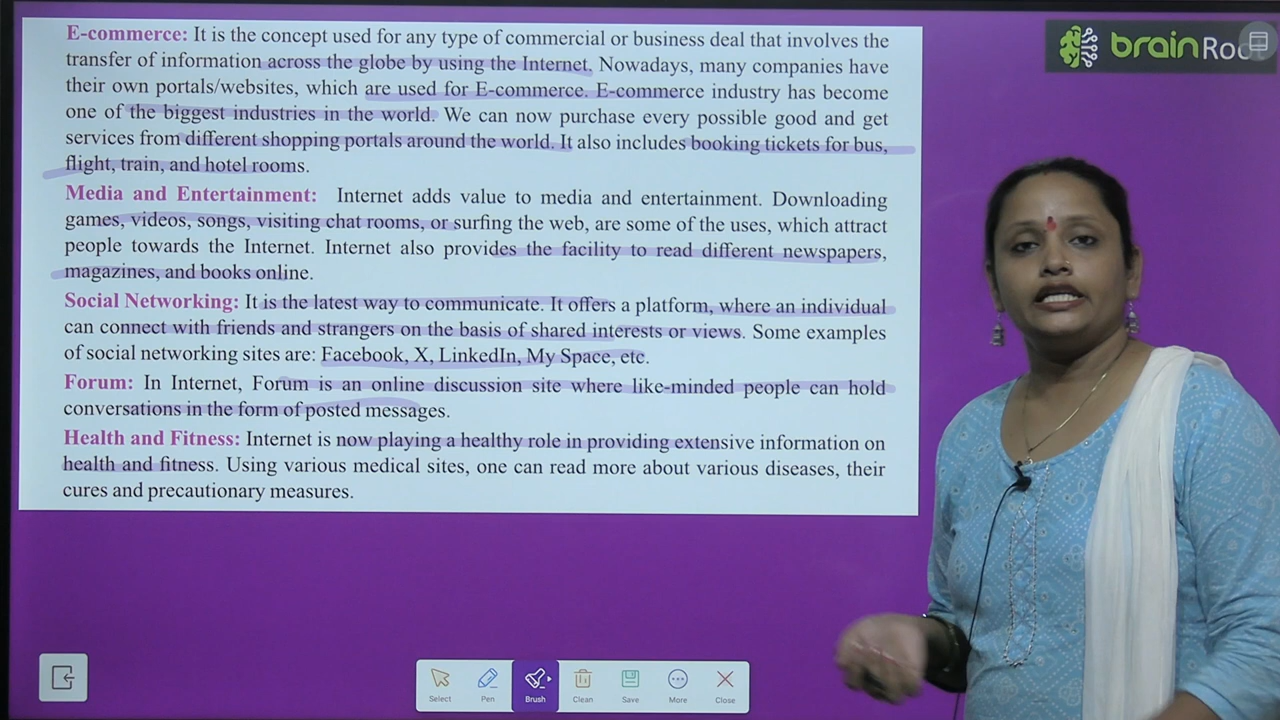 E-commerce: It is the concept used for any type of commercial or business deal that involves the
transfer of information across the globe by using the Internet. Nowadays, many companies have
their own portals/websites, which are used for E-commerce. E-commerce industry has become
one of the biggest industries in the world. We can now purchase every possible good and get
services from different shopping portals around the world. It also includes booking tickets for bus,
flight, train, and hotel rooms.
Media and Entertainment: Internet adds value to media and entertainment. Downloading
games, videos, songs, visiting chat rooms, or surfing the web, are some of the uses, which attract
people towards the Internet. Internet also provides the facility to read different newspapers,
magazines, and books online.
Social Networking: It is the latest way to communicate. It offers a platform, where an individual
can connect with friends and strangers on the basis of shared interests or views. Some examples
of social networking sites are: Facebook, X, LinkedIn, My Space, etc.
Forum: In Internet, Forum is an online discussion site where like-minded people can hold
conversations in the form of posted messages.
Health and Fitness: Internet is now playing a healthy role in providing extensive information on
health and fitness. Using various medical sites, one can read more about various diseases, their
cures and precautionary measures.
brain
Select Pen Brush Clean Save More Close